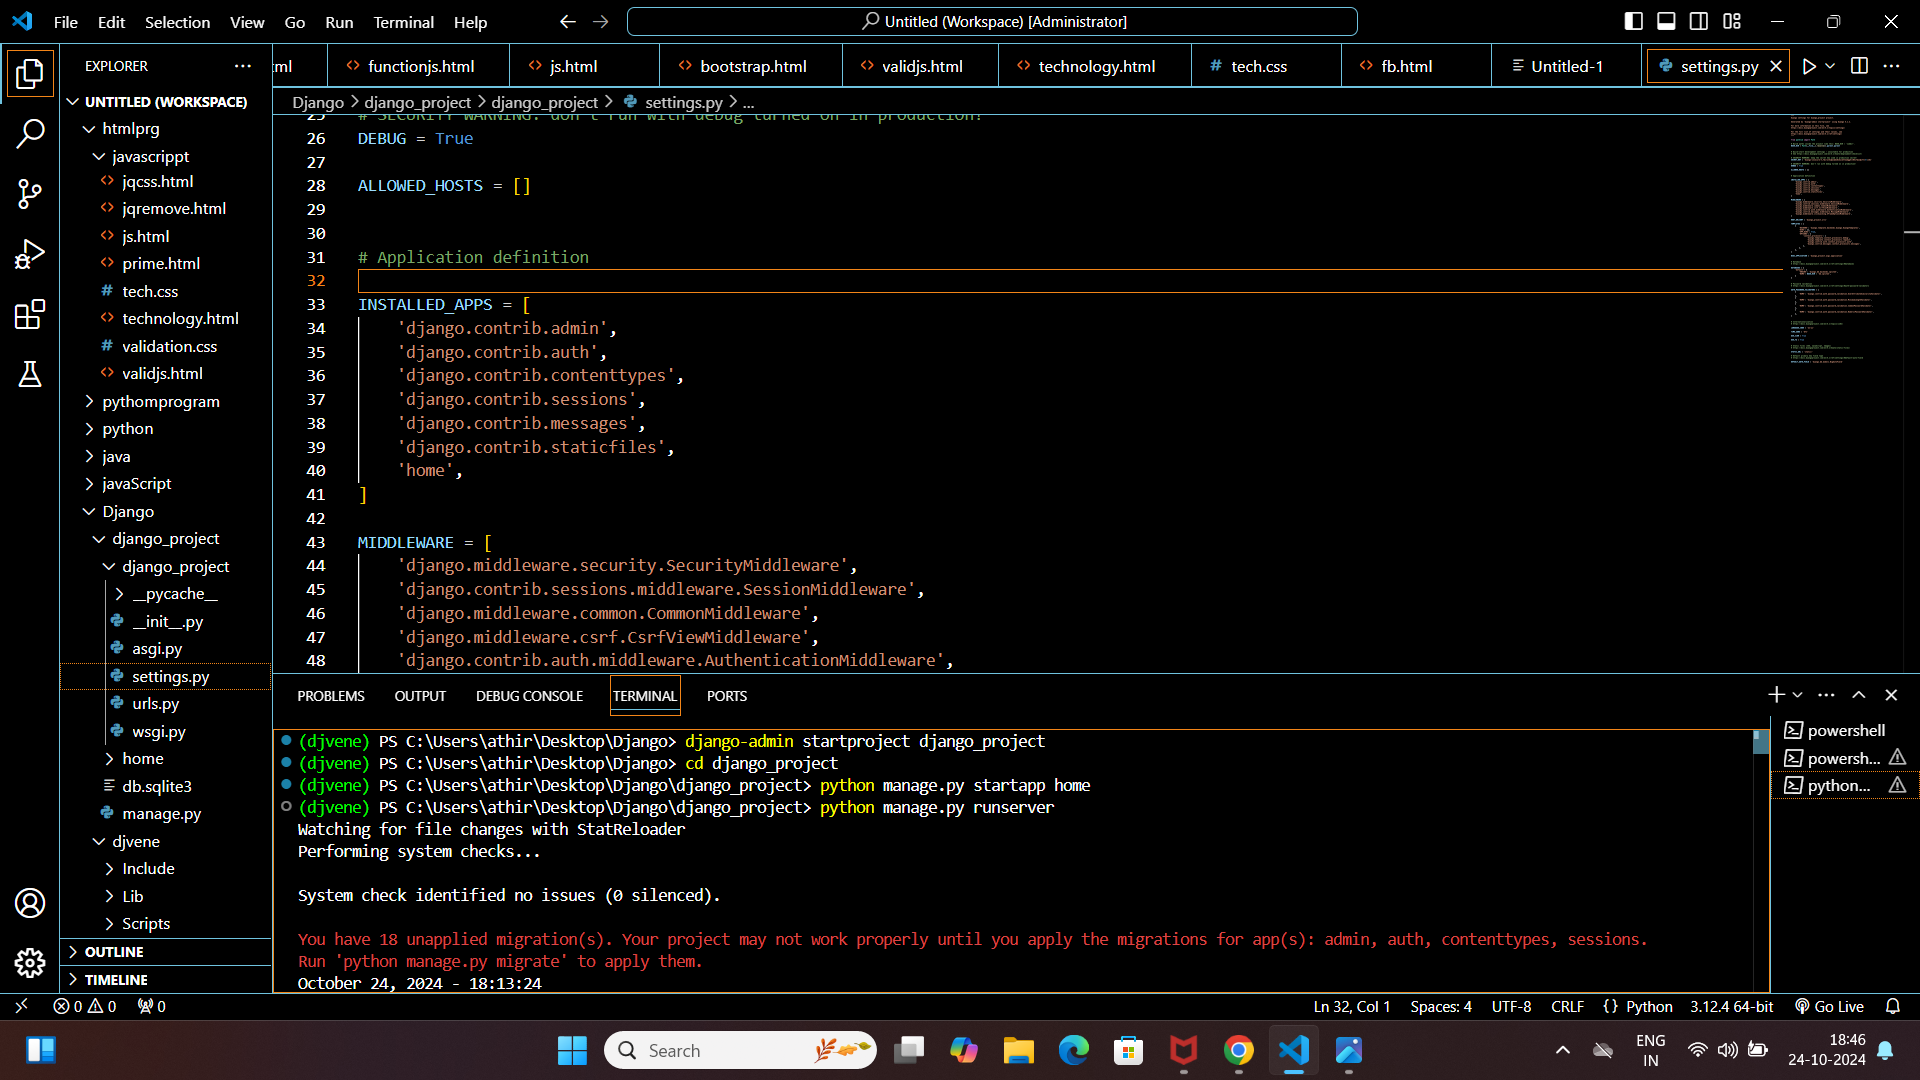 File Edit Selection View Go Run Terminal Help
Untitled (Workspace) [Administrator]
EXPLORER
ml functionjs.html js.html bootstrap.html validjs.html technology.html # tech.css fb.html Untitled-1 settings.py
Django > django_project > django_project > settings.py > ...
UNTITLED (WORKSPACE)
htmlprg
javascrippt
jqcss.html
jqremove.html
js.html
prime.html
# tech.css
technology.html
# validation.css
validjs.html
pythomprogram
python
java
javaScript
Django
django_project
django_project
__pycache__
__init__.py
asgi.py
settings.py
urls.py
wsgi.py
home
db.sqlite3
manage.py
djvene
Include
Lib
Scripts
OUTLINE
TIMELINE
25 # SECURITY WARNING: don't run with debug turned on in production!
26 DEBUG = True
27
28 ALLOWED_HOSTS = []
29
30
31 # Application definition
32
33 INSTALLED_APPS = [
34 'django.contrib.admin',
35 'django.contrib.auth',
36 'django.contrib.contenttypes',
37 'django.contrib.sessions',
38 'django.contrib.messages',
39 'django.contrib.staticfiles',
40 'home',
41 ]
42
43 MIDDLEWARE = [
44 'django.middleware.security.SecurityMiddleware',
45 'django.contrib.sessions.middleware.SessionMiddleware',
46 'django.middleware.common.CommonMiddleware',
47 'django.middleware.csrf.CsrfViewMiddleware',
48 'django.contrib.auth.middleware.AuthenticationMiddleware',
PROBLEMS OUTPUT DEBUG CONSOLE TERMINAL PORTS
(djvene) PS C:\Users\athir\Desktop\Django> django-admin startproject django_project
(djvene) PS C:\Users\athir\Desktop\Django> cd django_project
(djvene) PS C:\Users\athir\Desktop\Django\django_project> python manage.py startapp home
(djvene) PS C:\Users\athir\Desktop\Django\django_project> python manage.py runserver
Watching for file changes with StatReloader
Performing system checks...
System check identified no issues (0 silenced).
You have 18 unapplied migration(s). Your project may not work properly until you apply the migrations for app(s): admin, auth, contenttypes, sessions.
Run 'python manage.py migrate' to apply them.
October 24, 2024 - 18:13:24
powershell
powersh...
python...
0 0 0
Ln 32, Col 1 Spaces: 4 UTF-8 CRLF {} Python 3.12.4 64-bit Go Live
Search
ENG
IN
18:46
24-10-2024